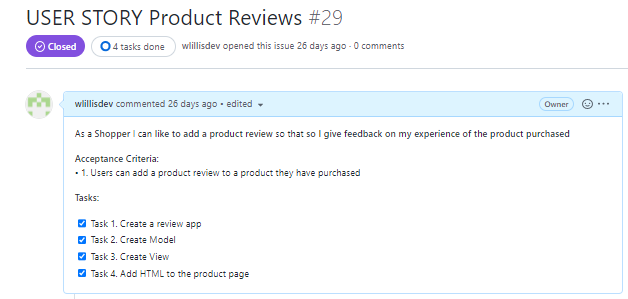 USER STORY Product Reviews #29
Closed 4 tasks done wlillisdev opened this issue 26 days ago · 0 comments
wlillisdev commented 26 days ago • edited Owner
As a Shopper I can like to add a product review so that so I give feedback on my experience of the product purchased
Acceptance Criteria:
• 1. Users can add a product review to a product they have purchased
Tasks:
Task 1. Create a review app
Task 2. Create Model
Task 3. Create View
Task 4. Add HTML to the product page